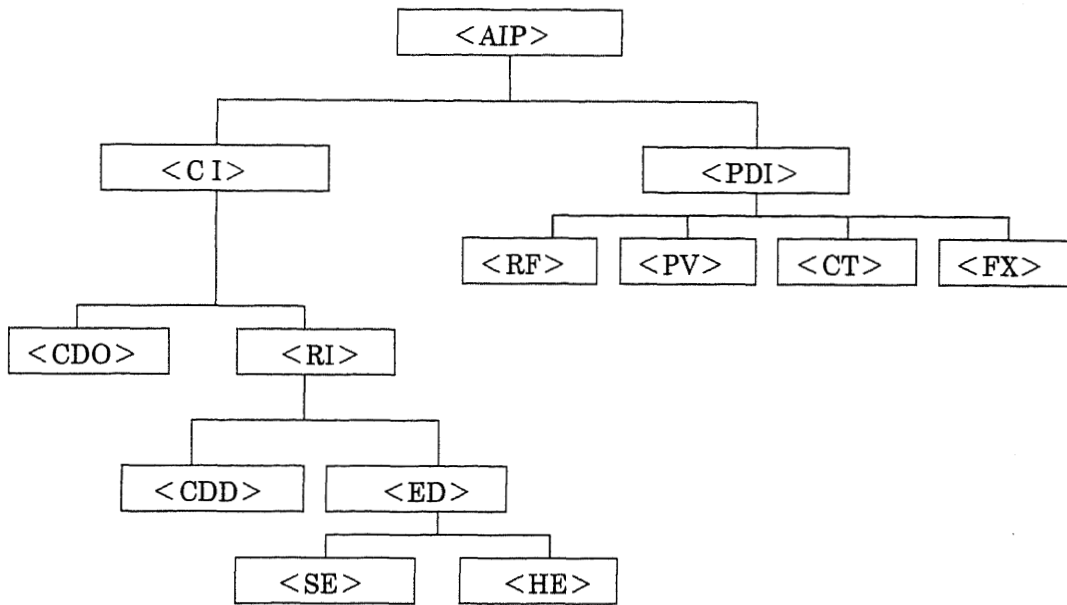 <AIP>
<CI>
<PDI>
<RF> <PV> <CT> <FX>
<CDO> <RI>
<CDD> <ED>
<SE> <HE>